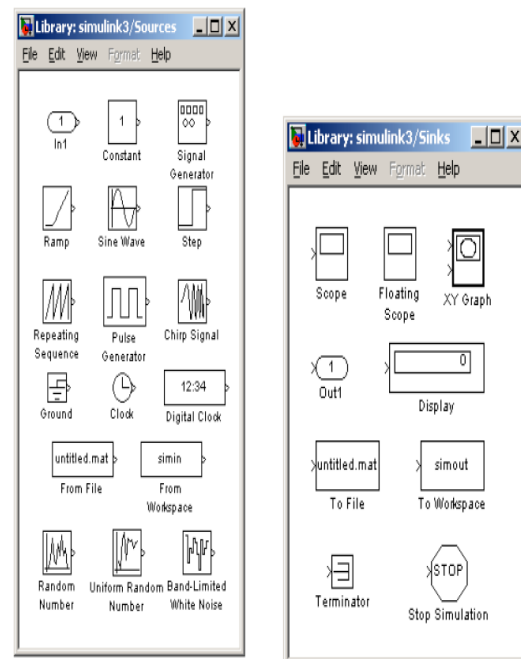 Library: simulink3/Sources
File Edit View Format Help
1
1
In1
Constant
Signal
Generator
Ramp
Sine Wave
Step
Repeating
Sequence
Pulse
Generator
Chirp Signal
12:34
Ground
Clock
Digital Clock
untitled.mat
simin
From File
From
Workspace
Random
Number
Uniform Random
Number
Band-Limited
White Noise
Library: simulink3/Sinks
File Edit View Format Help
Scope
Floating
Scope
XY Graph
1
0
Out1
Display
untitled.mat
simout
To File
To Workspace
STOP
Terminator
Stop Simulation